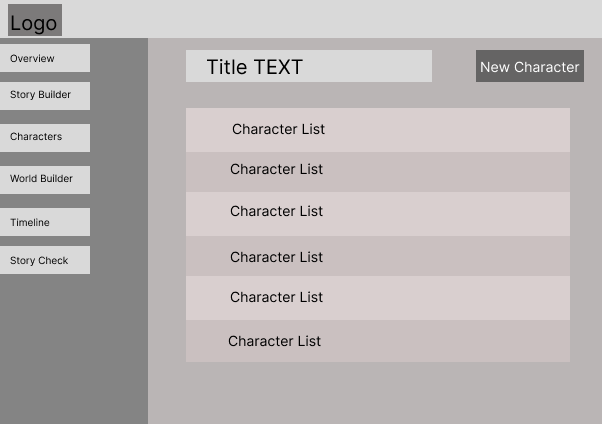 Logo
Overview
Story Builder
Characters
World Builder
Timeline
Story Check
Title TEXT
New Character
Character List
Character List
Character List
Character List
Character List
Character List